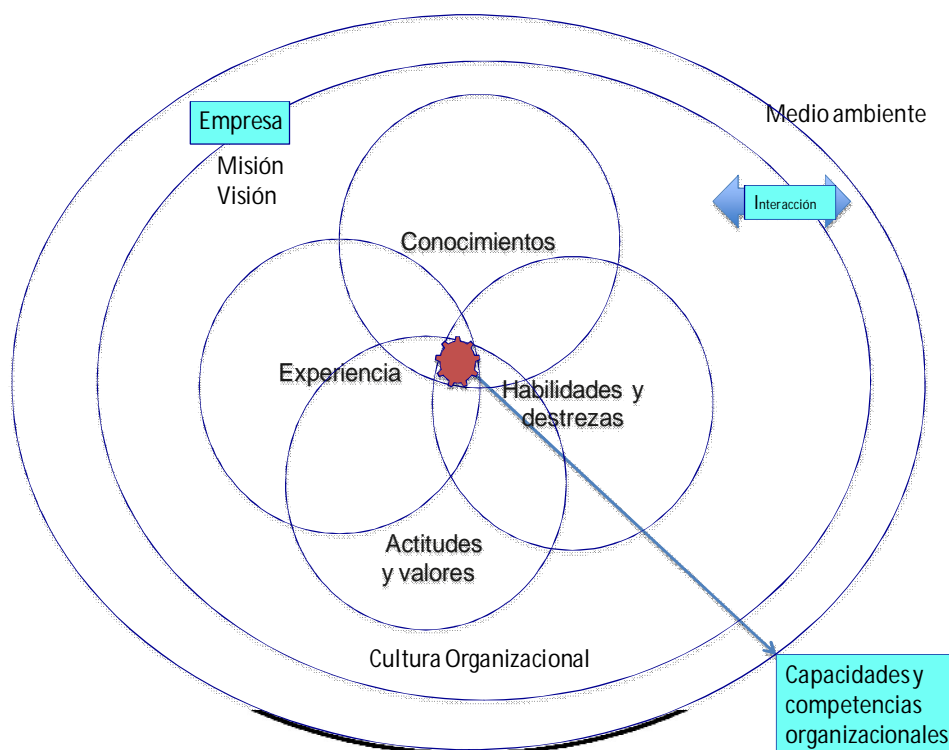 Medio ambiente
Empresa
Misión
Visión
Interacción
Conocimientos
Experiencia
Habilidades y
destrezas
Actitudes
y valores
Cultura Organizacional
Capacidades y
competencias
organizacionales